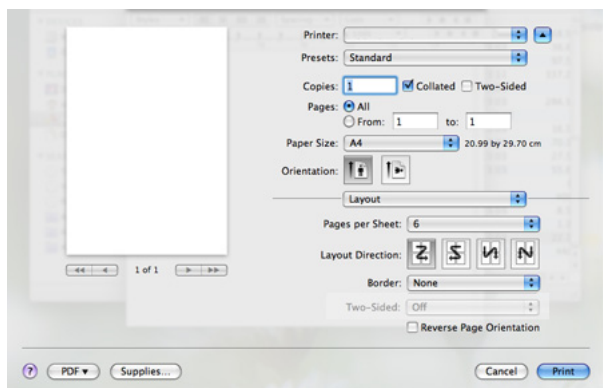 Printer:
Presets: Standard
Copies: 1 Collated Two-Sided
Pages: All
From: 1 to: 1
Paper Size: A4 20.99 by 29.70 cm
Orientation:
Layout
Pages per Sheet: 6
Layout Direction:
1 of 1
Border: None
Two-Sided: Off
Reverse Page Orientation
? PDF Supplies... Cancel Print